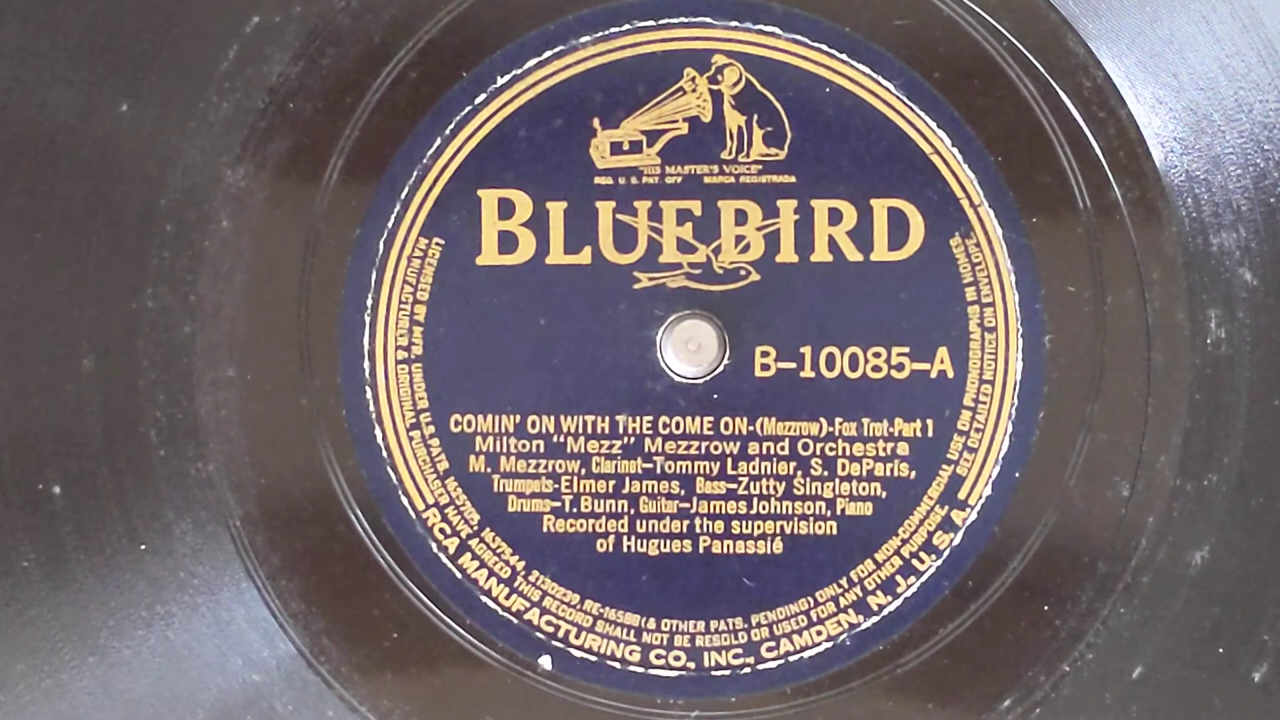 "HIS MASTER'S VOICE"
REG. U. S. PAT. OFF MARCA REGISTRADA
BLUEBIRD
B-10085-A
COMIN' ON WITH THE COME ON-(Mezzrow)-Fox Trot-Part 1
Milton "Mezz" Mezzrow and Orchestra
M. Mezzrow, Clarinet-Tommy Ladnier, S. DeParis,
Trumpets-Elmer James, Bass-Zutty Singleton,
Drums-T. Bunn, Guitar-James Johnson, Piano
Recorded under the supervision
of Hugues Panassié
LICENSED BY MFR. UNDER U.S. PATS. 1625705, 1637544, 2130239, RE-16588 (& OTHER PATS. PENDING) ONLY FOR NON-COMMERCIAL USE ON PHONOGRAPHS IN HOMES.
MANUFACTURER & ORIGINAL PURCHASER HAVE AGREED THIS RECORD SHALL NOT BE RESOLD OR USED FOR ANY OTHER PURPOSE. SEE DETAILED NOTICE ON ENVELOPE.
RCA MANUFACTURING CO., INC., CAMDEN, N. J., U. S. A.